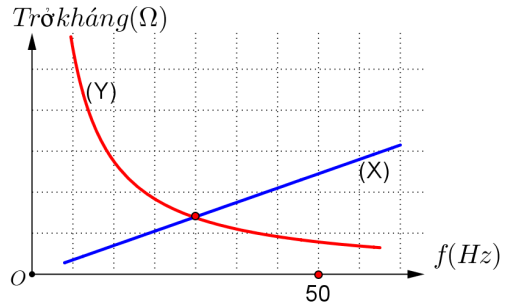 Trởkháng(Ω)
(Y)
(X)
f(Hz)
O
50